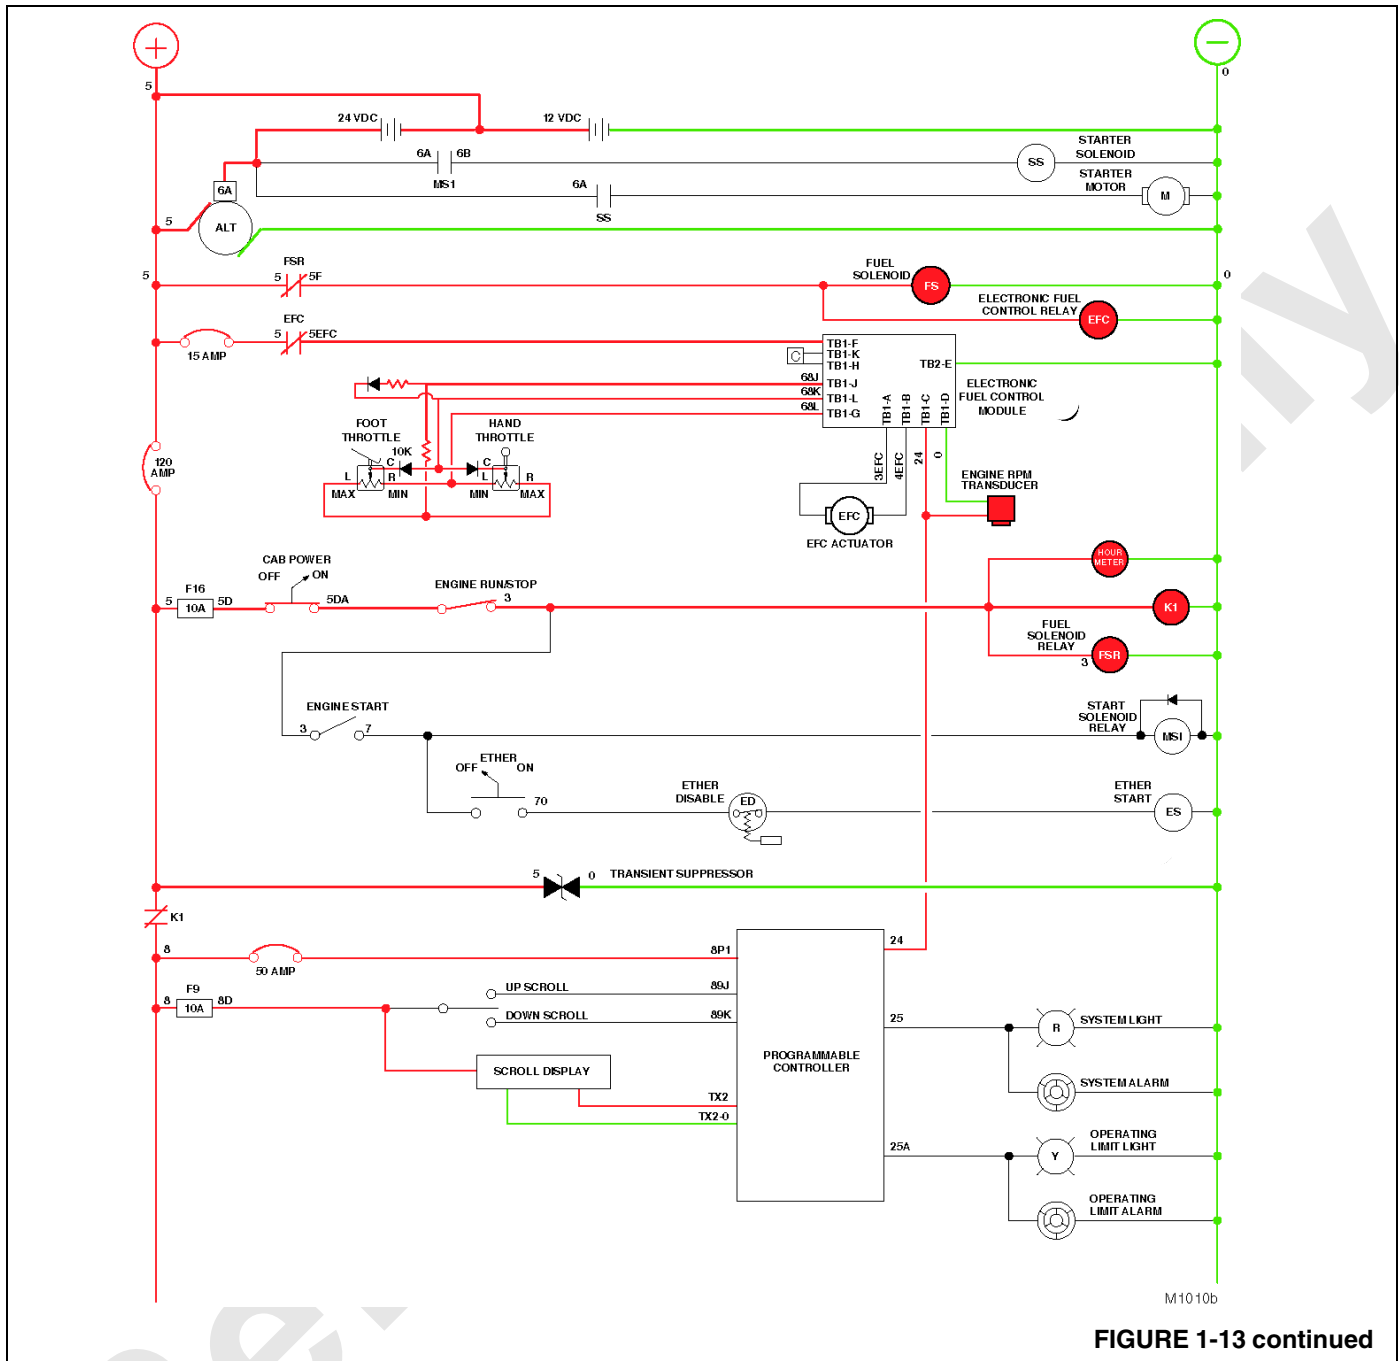 +
−
5
0
24 VDC
12 VDC
STARTER
SOLENOID
6A
6B
SS
MS1
STARTER
MOTOR
6A
6A
M
SS
5
ALT
5
0
FSR
5
5F
FUEL
SOLENOID
FS
ELECTRONIC FUEL
CONTROL RELAY
EFC
EFC
5
5EFC
15 AMP
TB1-F
TB1-K
C
TB1-H
TB2-E
68J
TB1-J
68K
TB1-L
68L
TB1-G
TB1-A
TB1-B
TB1-C
TB1-D
ELECTRONIC
FUEL CONTROL
MODULE
FOOT
THROTTLE
HAND
THROTTLE
10K
C
C
L
R
L
R
MAX
MIN
MIN
MAX
120
AMP
3EFC
4EFC
24
0
ENGINE RPM
TRANSDUCER
EFC
EFC ACTUATOR
CAB POWER
OFF
ON
HOUR
METER
F16
ENGINE RUN/STOP
5
10A
5D
5DA
3
K1
FUEL
SOLENOID
RELAY
3
FSR
ENGINE START
3
7
START
SOLENOID
RELAY
MSI
ETHER
OFF
ON
70
ETHER
DISABLE
ED
ETHER
START
ES
5
0
TRANSIENT SUPPRESSOR
K1
8
50 AMP
8P1
24
F9
8
10A
8D
UP SCROLL
89J
DOWN SCROLL
89K
25
R
SYSTEM LIGHT
PROGRAMMABLE
CONTROLLER
SCROLL DISPLAY
SYSTEM ALARM
TX2
TX2-0
25A
OPERATING
LIMIT LIGHT
Y
OPERATING
LIMIT ALARM
M1010b
FIGURE 1-13 continued